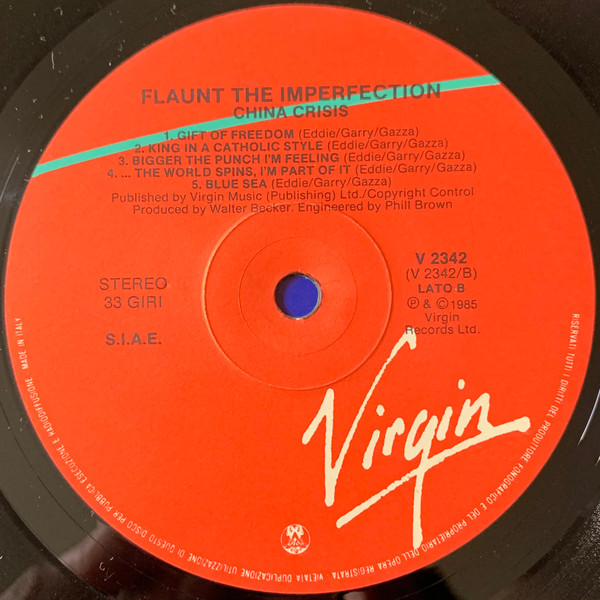 FLAUNT THE IMPERFECTION
CHINA CRISIS
1. GIFT OF FREEDOM (Eddie/Garry/Gazza)
2. KING IN A CATHOLIC STYLE (Eddie/Garry/Gazza)
3. BIGGER THE PUNCH I'M FEELING (Eddie/Garry/Gazza)
4. ... THE WORLD SPINS, I'M PART OF IT (Eddie/Garry/Gazza)
5. BLUE SEA (Eddie/Garry/Gazza)
Published by Virgin Music (Publishing) Ltd./Copyright Control
Produced by Walter Becker. Engineered by Phill Brown
STEREO
33 GIRI
S.I.A.E.
V 2342
(V 2342/B)
LATO B
℗ & © 1985
Virgin
Records Ltd.
Virgin
RISERVATI TUTTI I DIRITTI DEL PRODUTTORE FONOGRAFICO E DEL PROPRIETARIO DELL'OPERA REGISTRATA VIETATA DUPLICAZIONE UTILIZZAZIONE DI QUESTO DISCO PER PUBBLICA ESECUZIONE E RADIODIFFUSIONE. MADE IN ITALY